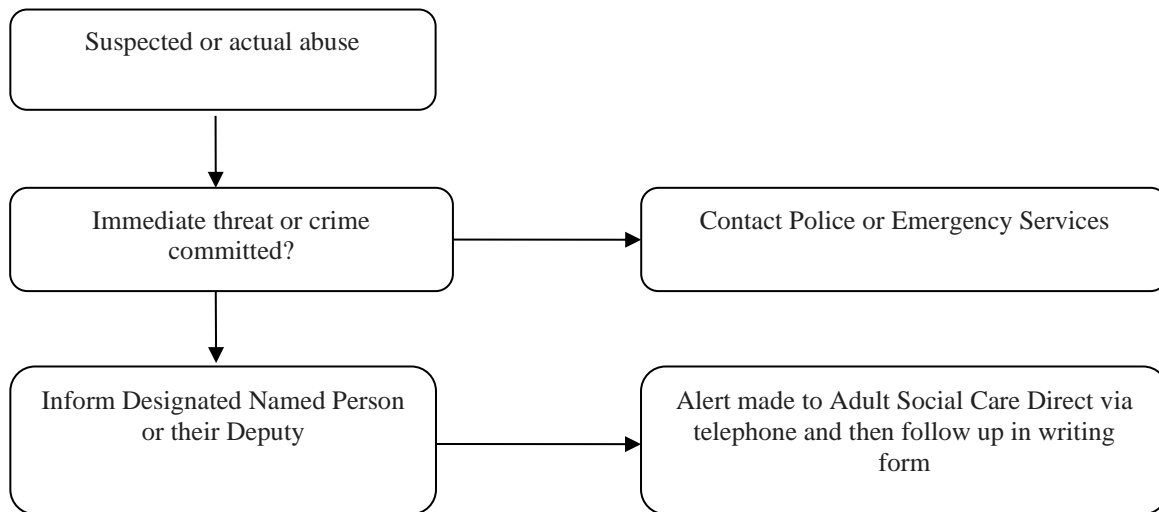 Suspected or actual abuse
Immediate threat or crime
committed?
Contact Police or Emergency Services
Inform Designated Named Person
or their Deputy
Alert made to Adult Social Care Direct via
telephone and then follow up in writing
form